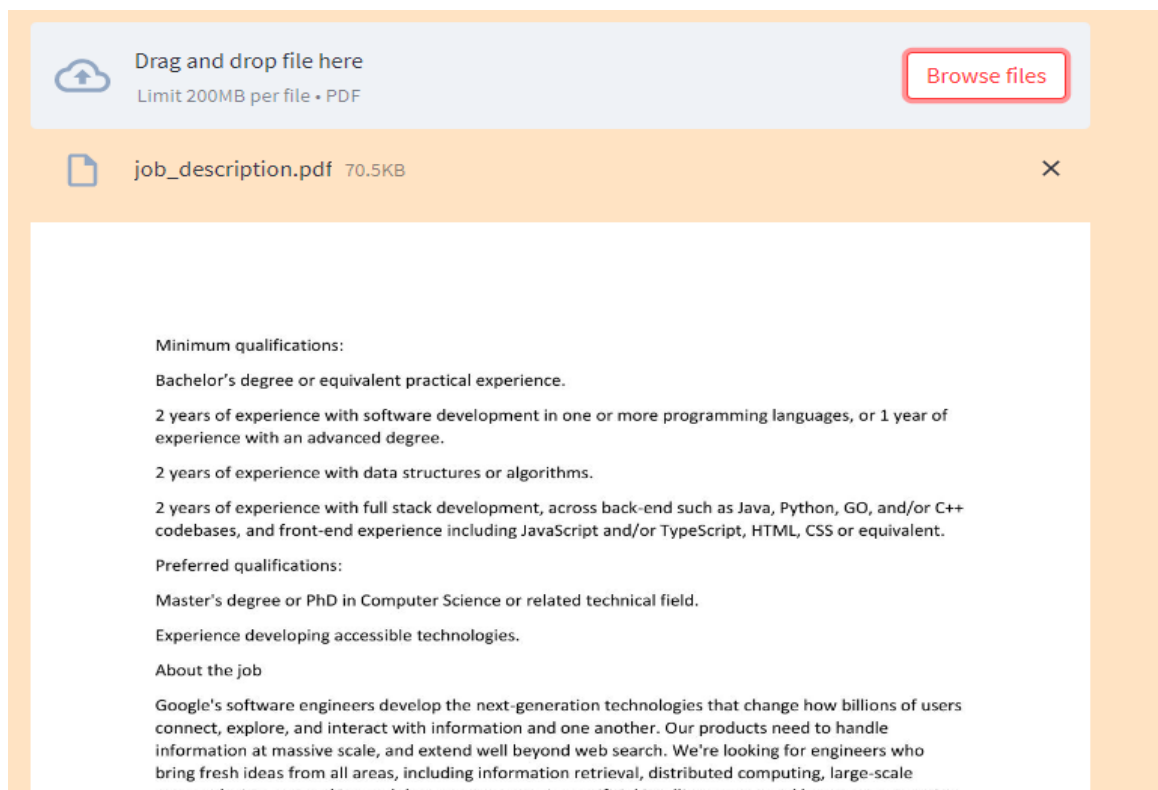 Drag and drop file here
Limit 200MB per file • PDF
Browse files
job_description.pdf 70.5KB
Minimum qualifications:
Bachelor’s degree or equivalent practical experience.
2 years of experience with software development in one or more programming languages, or 1 year of
experience with an advanced degree.
2 years of experience with data structures or algorithms.
2 years of experience with full stack development, across back-end such as Java, Python, GO, and/or C++
codebases, and front-end experience including JavaScript and/or TypeScript, HTML, CSS or equivalent.
Preferred qualifications:
Master's degree or PhD in Computer Science or related technical field.
Experience developing accessible technologies.
About the job
Google's software engineers develop the next-generation technologies that change how billions of users
connect, explore, and interact with information and one another. Our products need to handle
information at massive scale, and extend well beyond web search. We're looking for engineers who
bring fresh ideas from all areas, including information retrieval, distributed computing, large-scale